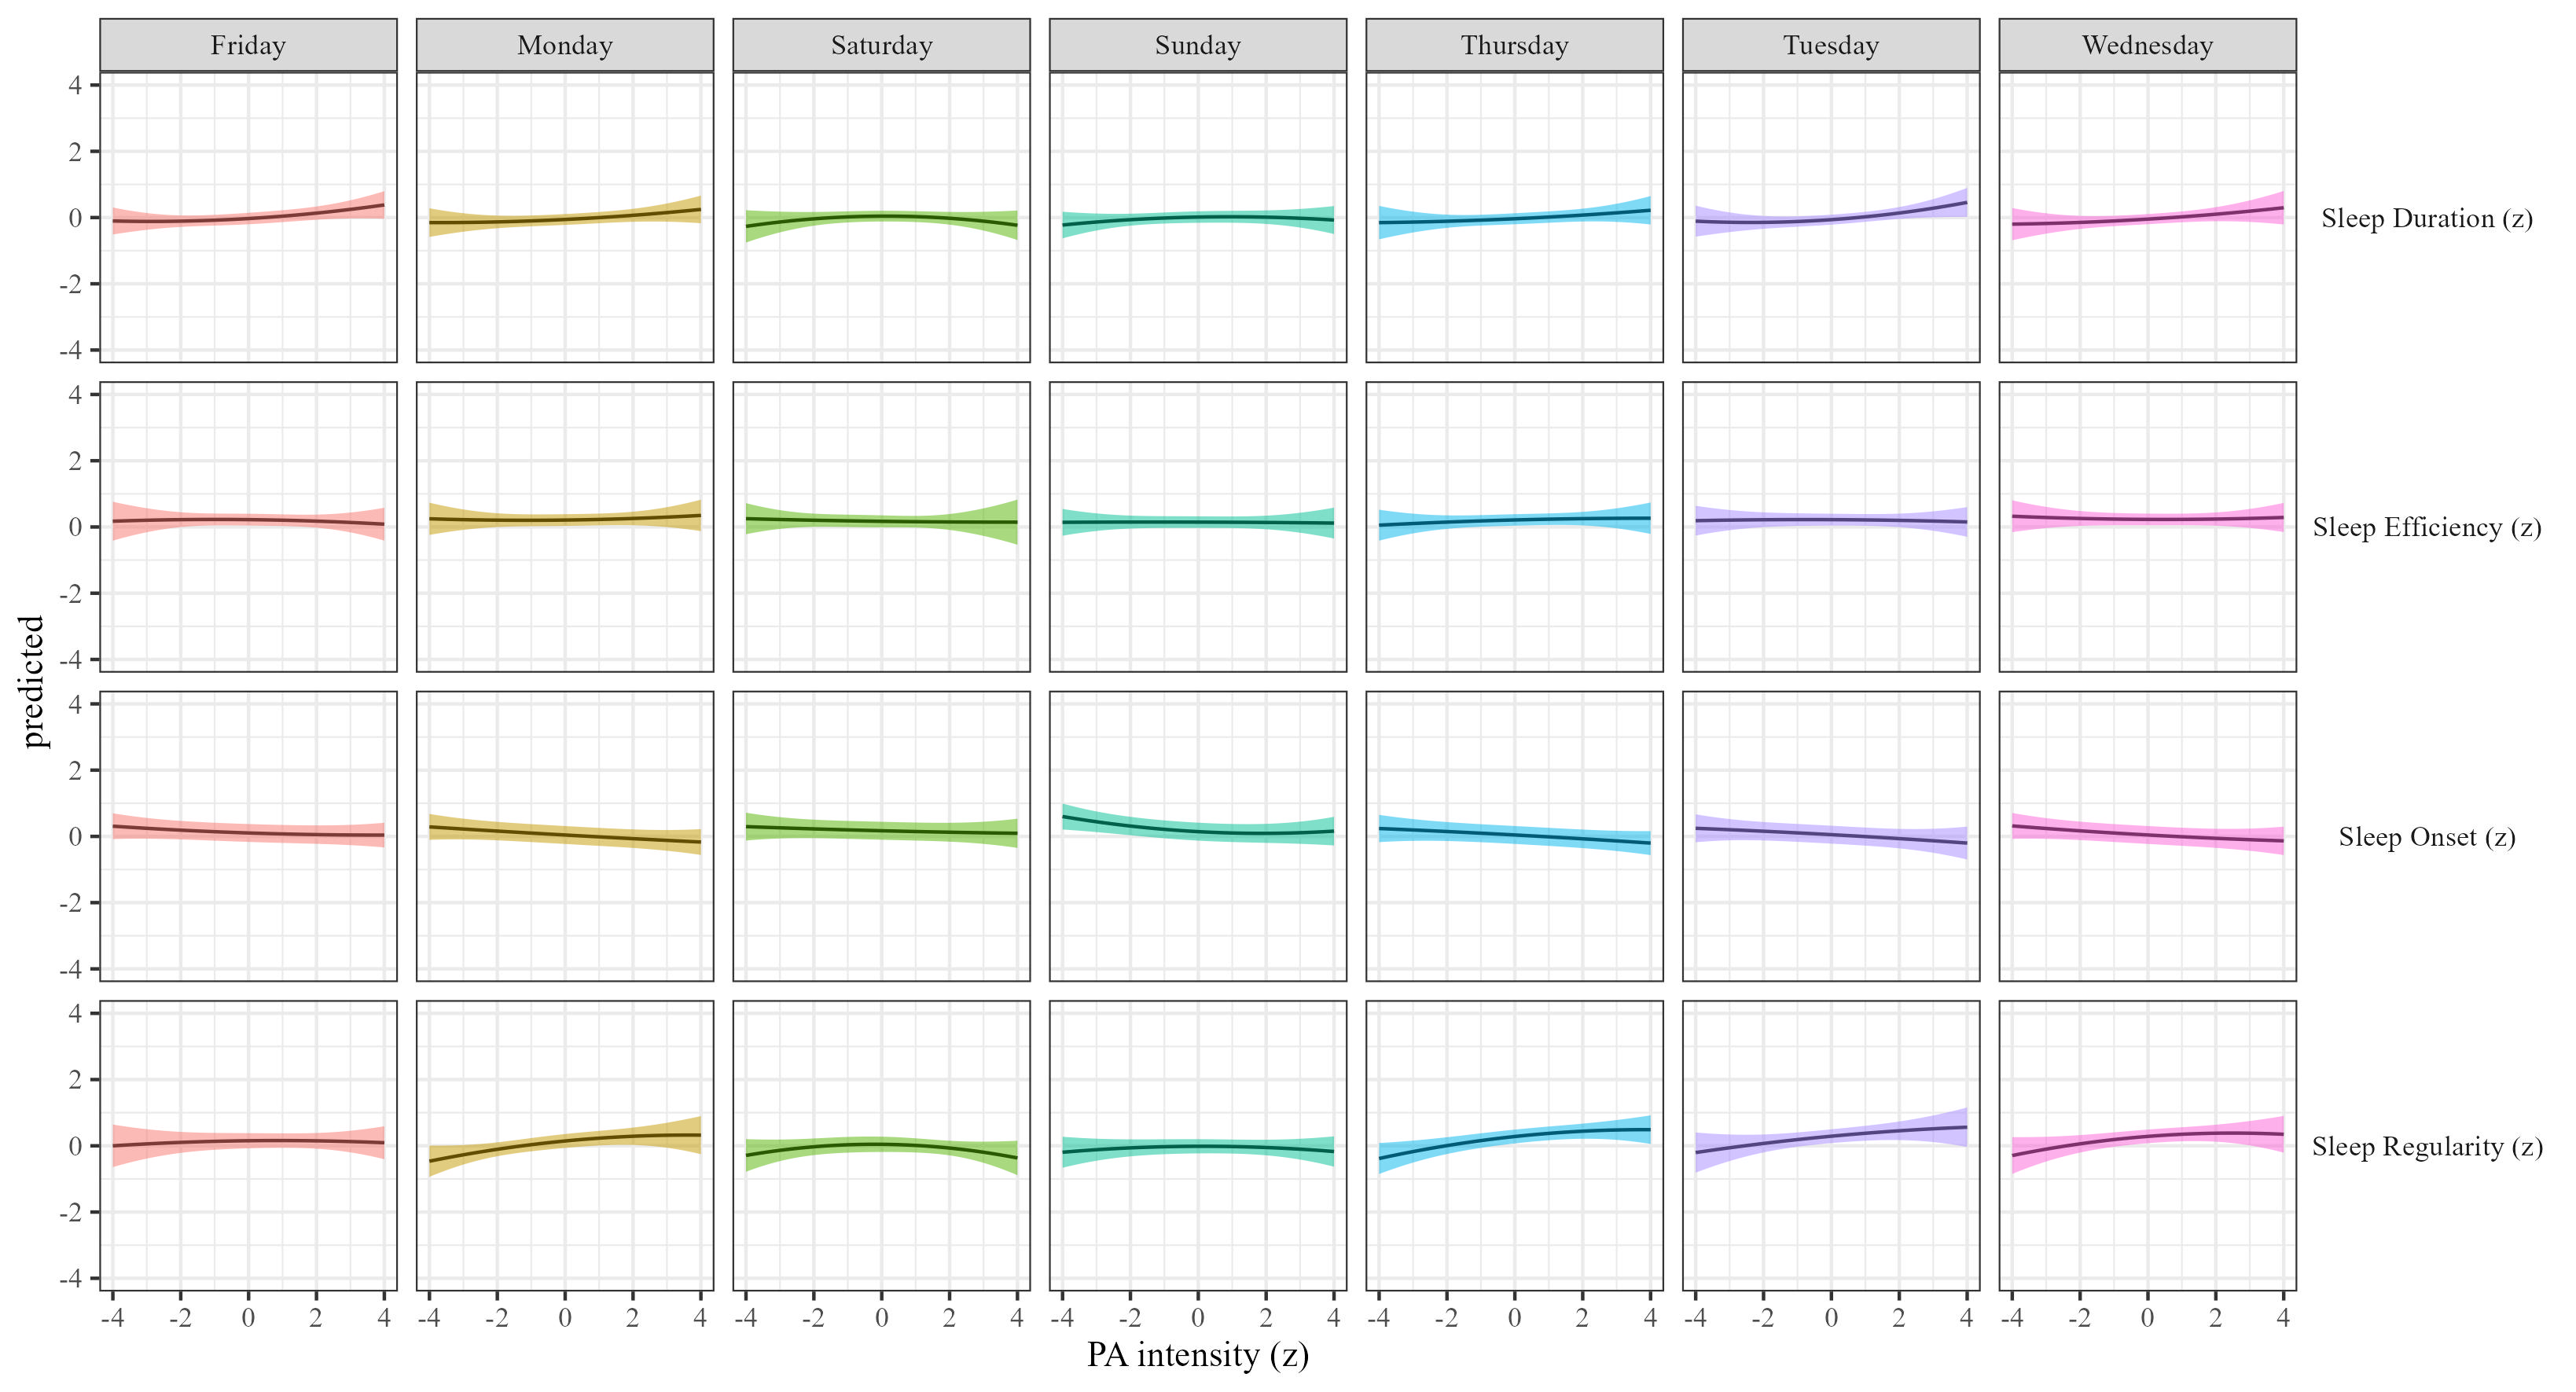 Friday Monday Saturday Sunday Thursday Tuesday Wednesday
4
2
0
-2
-4
Sleep Duration (z)
4
2
0
-2
-4
Sleep Efficiency (z)
4
2
0
-2
-4
Sleep Onset (z)
4
2
0
-2
-4
Sleep Regularity (z)
predicted
-4 -2 0 2 4 -4 -2 0 2 4 -4 -2 0 2 4 -4 -2 0 2 4 -4 -2 0 2 4 -4 -2 0 2 4 -4 -2 0 2 4
PA intensity (z)